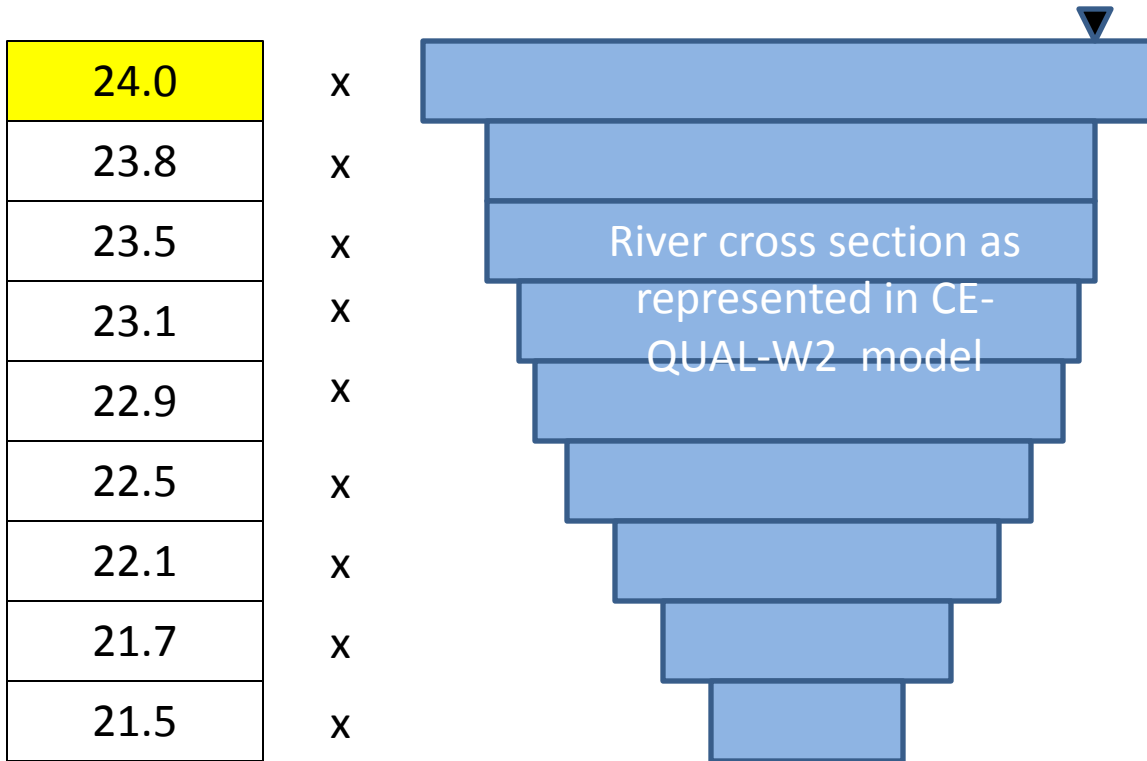 24.0 x
23.8 x
23.5 x
23.1 x
22.9 x
22.5 x
22.1 x
21.7 x
21.5 x
River cross section as
represented in CE-
QUAL-W2 model